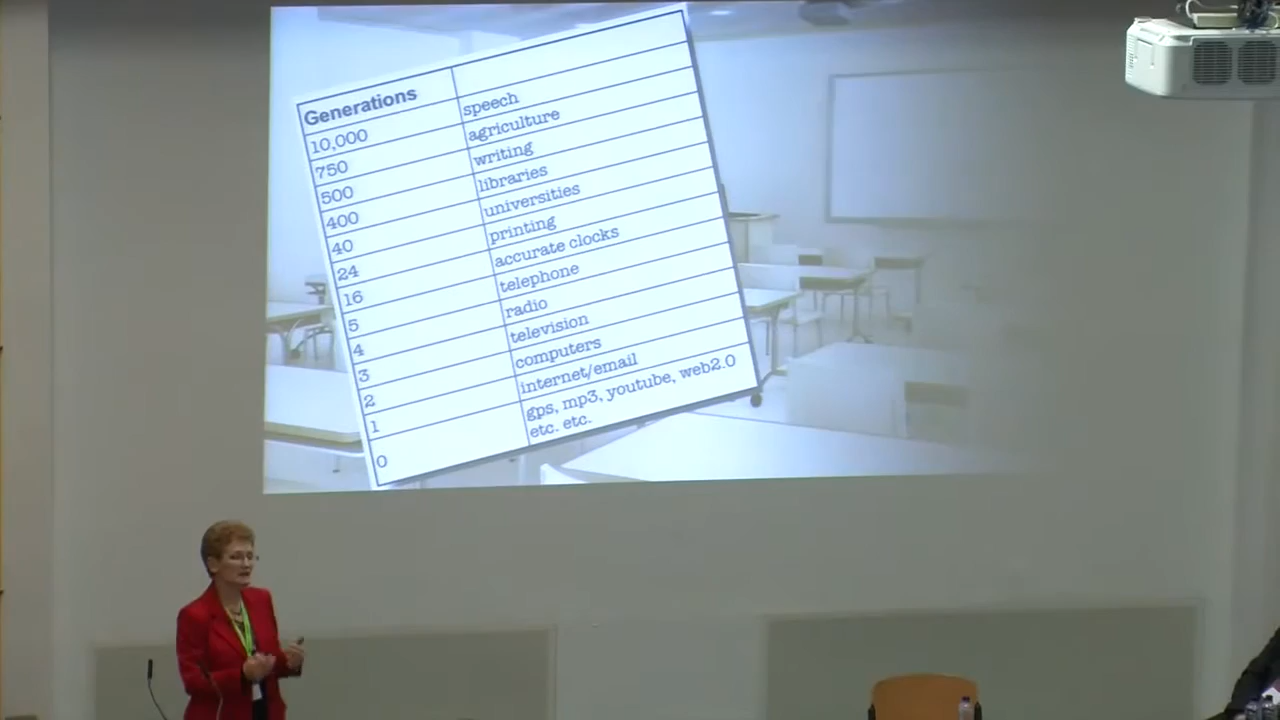 Generations
10,000 speech
750 agriculture
500 writing
400 libraries
40 universities
24 printing
16 accurate clocks
5 telephone
4 radio
3 television
2 computers
1 internet/email
0 gps, mp3, youtube, web2.0
etc. etc.